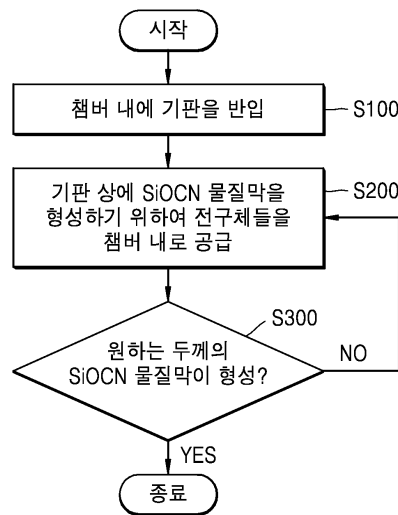 시작
챔버 내에 기판을 반입
S100
기판 상에 SiOCN 물질막을
형성하기 위하여 전구체들을
챔버 내로 공급
S200
원하는 두께의
SiOCN 물질막이 형성?
S300
NO
YES
종료